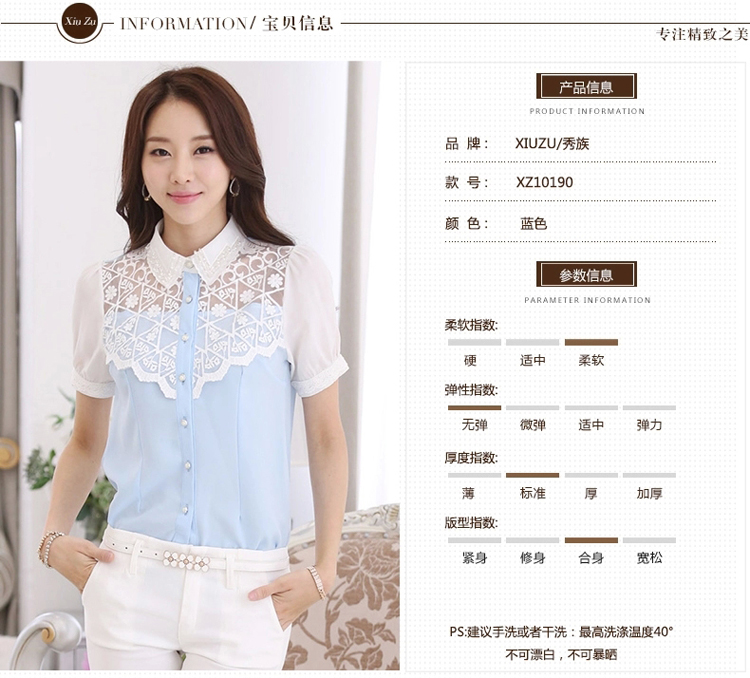 Xiu Zu
INFORMATION/ 宝贝信息
专注精致之美
产品信息
PRODUCT INFORMATION
品 牌： XIUZU/秀族
款 号： XZ10190
颜 色： 蓝色
参数信息
PARAMETER INFORMATION
柔软指数:
硬 适中 柔软
弹性指数:
无弹 微弹 适中 弹力
厚度指数:
薄 标准 厚 加厚
版型指数:
紧身 修身 合身 宽松
PS:建议手洗或者干洗：最高洗涤温度40°
不可漂白，不可暴晒